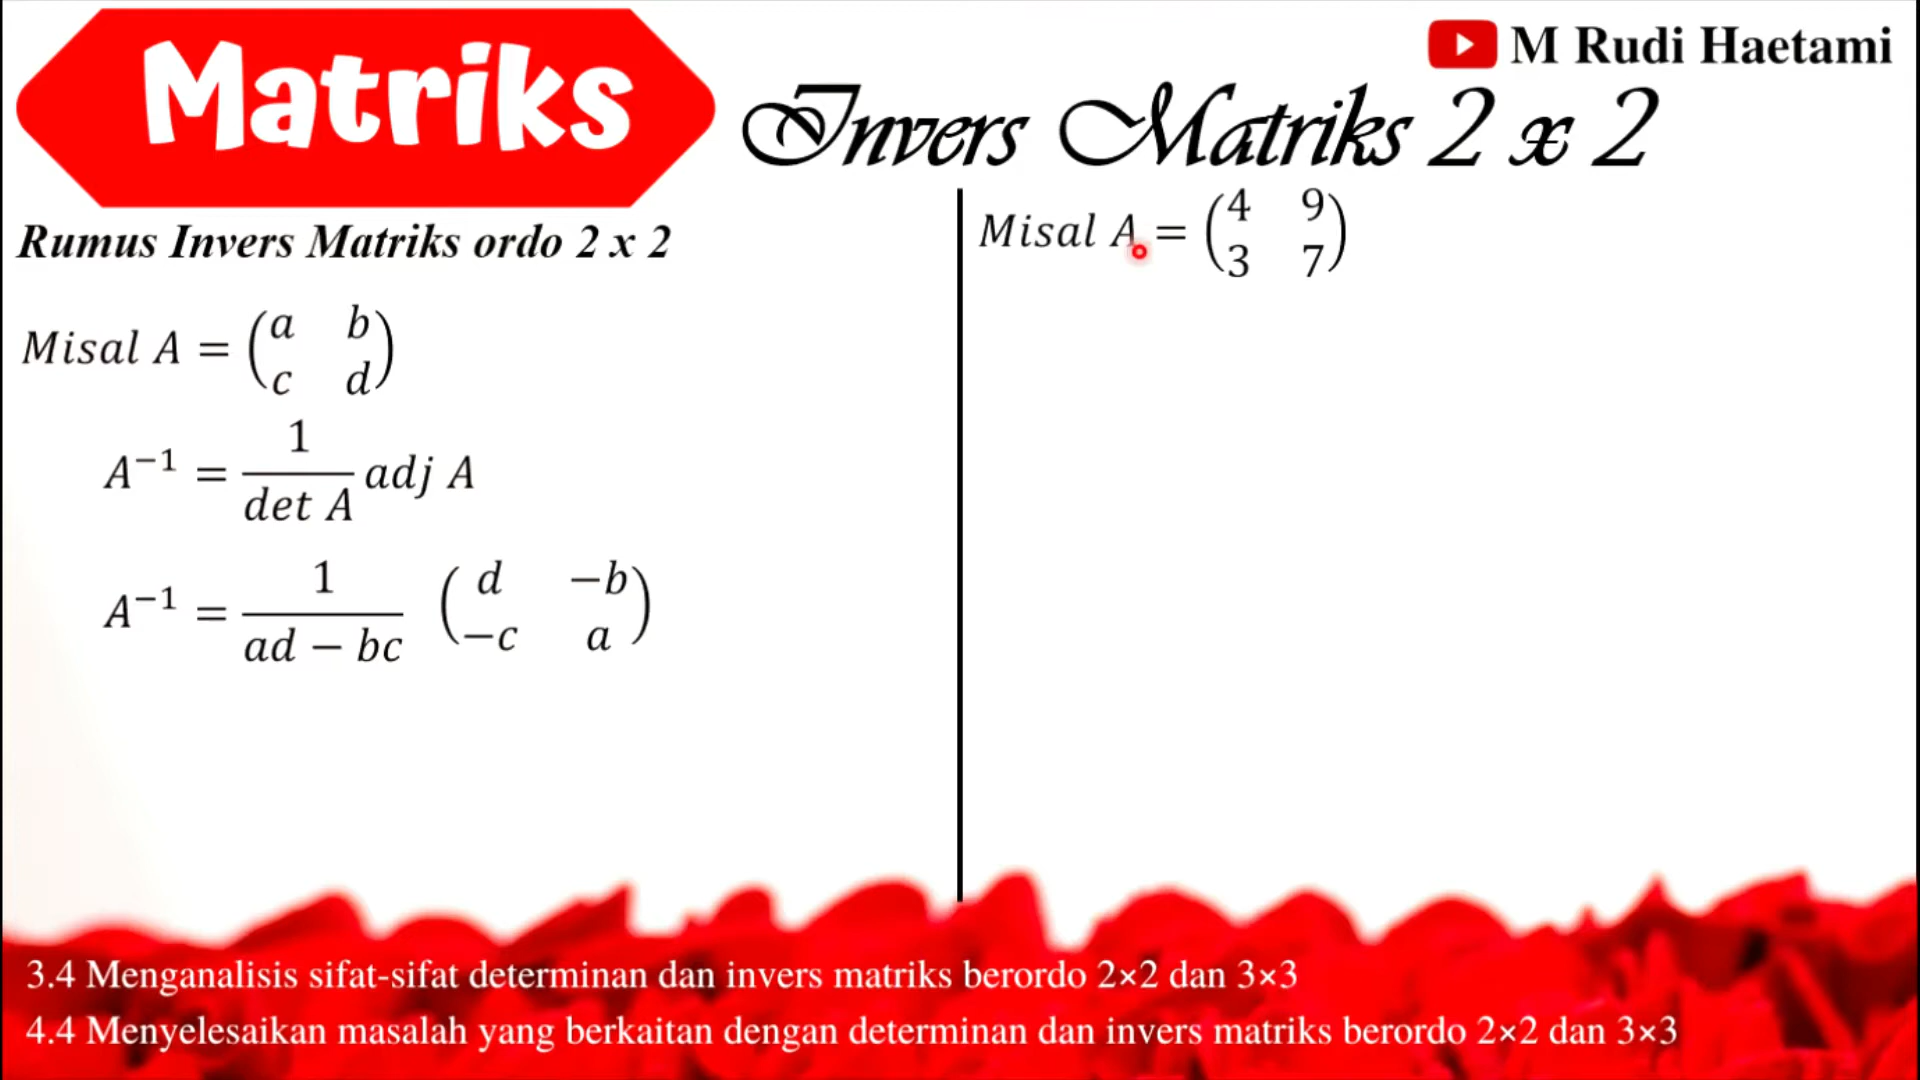 Matriks
M Rudi Haetami
Invers Matriks 2 x 2
Rumus Invers Matriks ordo 2 x 2
Misal A = (a b
c d)
A⁻¹ = 1/det A adj A
A⁻¹ = 1/ad − bc (d −b
−c a)
Misal A = (4 9
3 7)
3.4 Menganalisis sifat-sifat determinan dan invers matriks berordo 2×2 dan 3×3
4.4 Menyelesaikan masalah yang berkaitan dengan determinan dan invers matriks berordo 2×2 dan 3×3